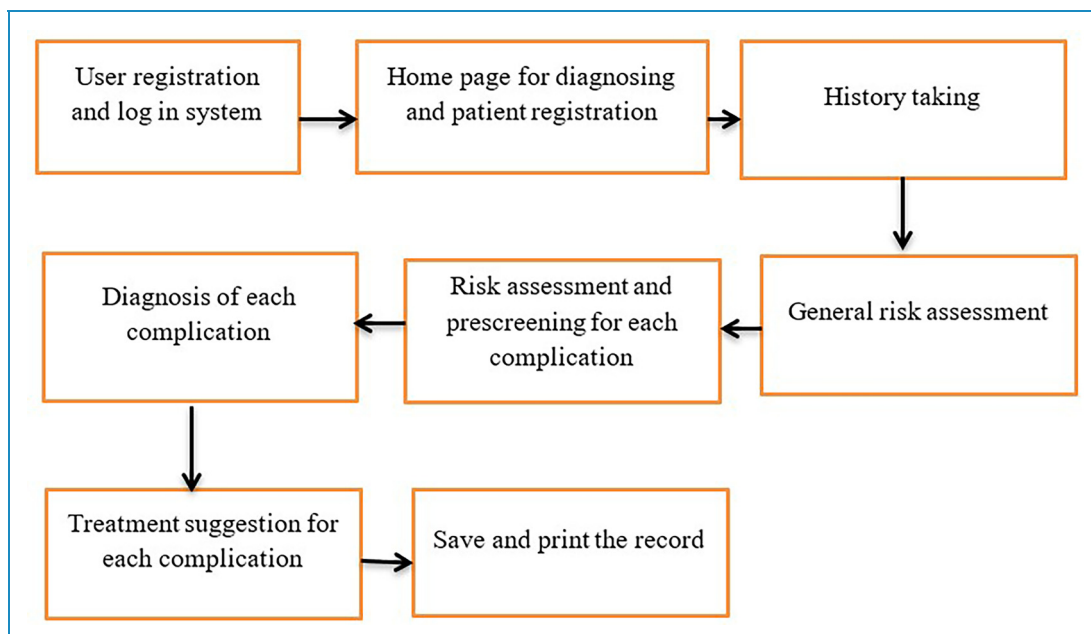 User registration
and log in system
Home page for diagnosing
and patient registration
History taking
General risk assessment
Risk assessment and
prescreening for each
complication
Diagnosis of each
complication
Treatment suggestion for
each complication
Save and print the record